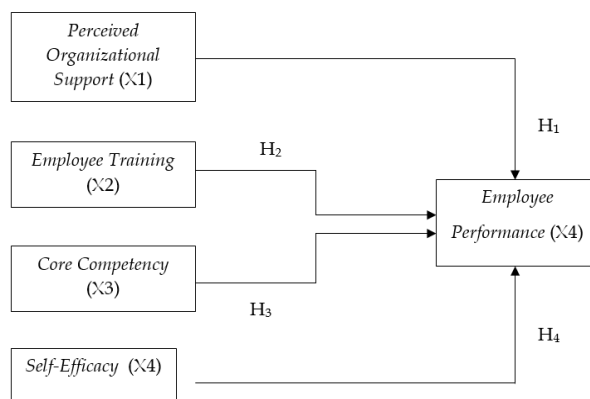 Perceived
Organizational
Support (X1)
H1
Employee Training
(X2)
H2
Employee
Performance (X4)
Core Competency
(X3)
H3
H4
Self-Efficacy (X4)